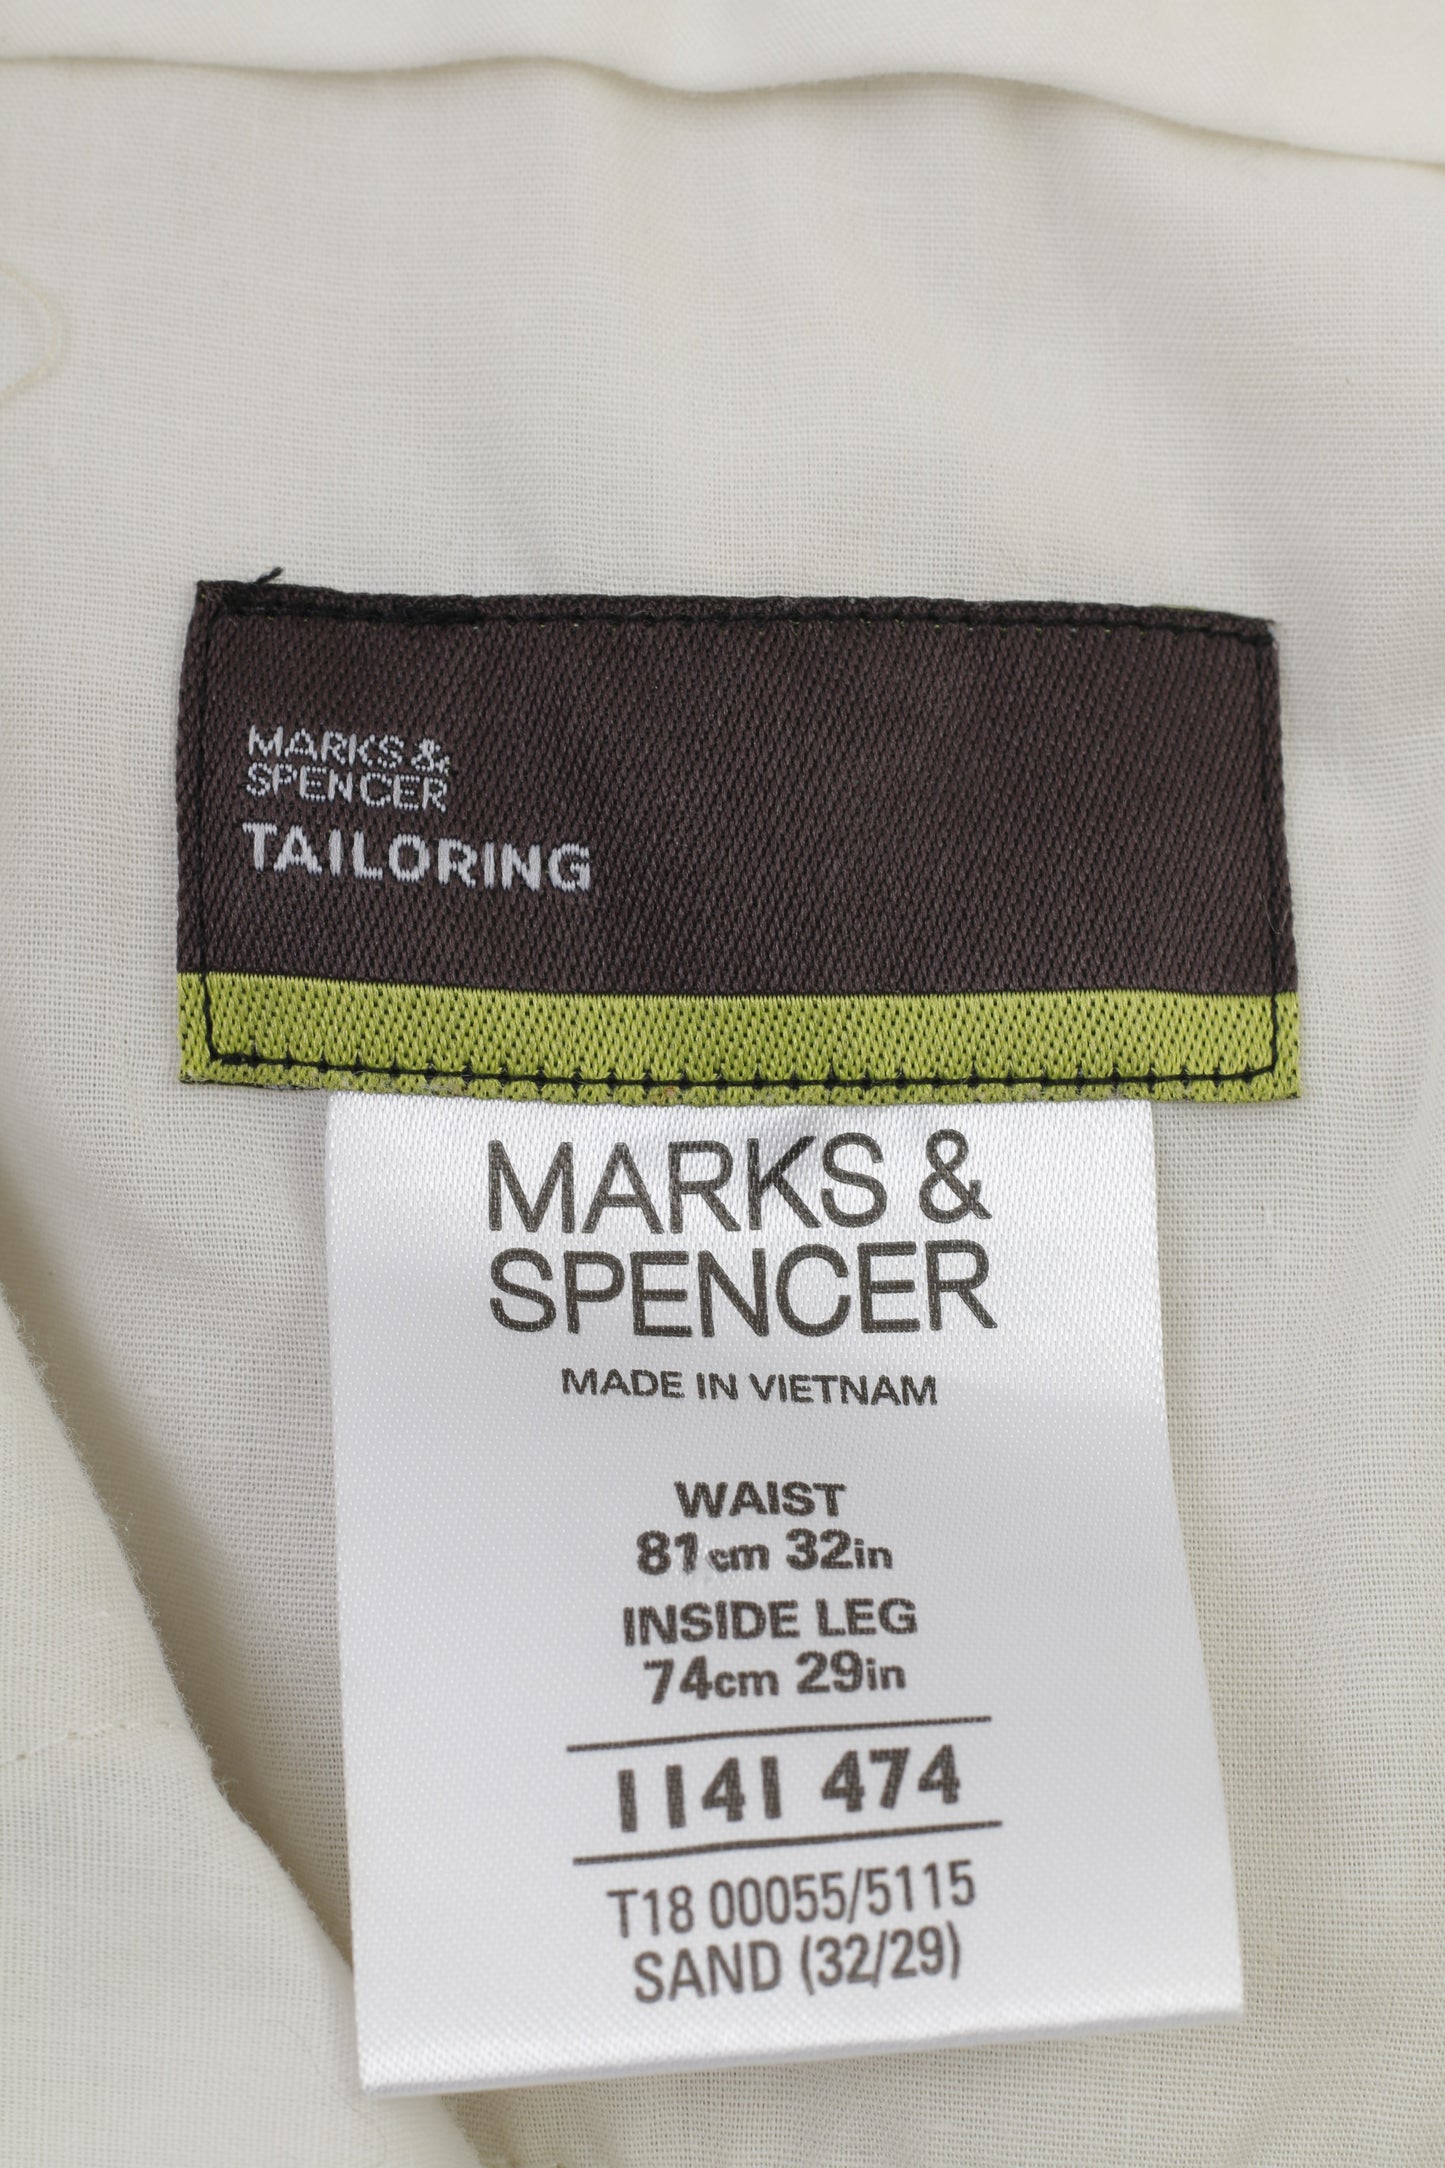 MARKS &
SPENCER
TAILORING
MARKS &
SPENCER
MADE IN VIETNAM
WAIST
81cm 32in
INSIDE LEG
74cm 29in
1141 474
T18 00055/5115
SAND (32/29)